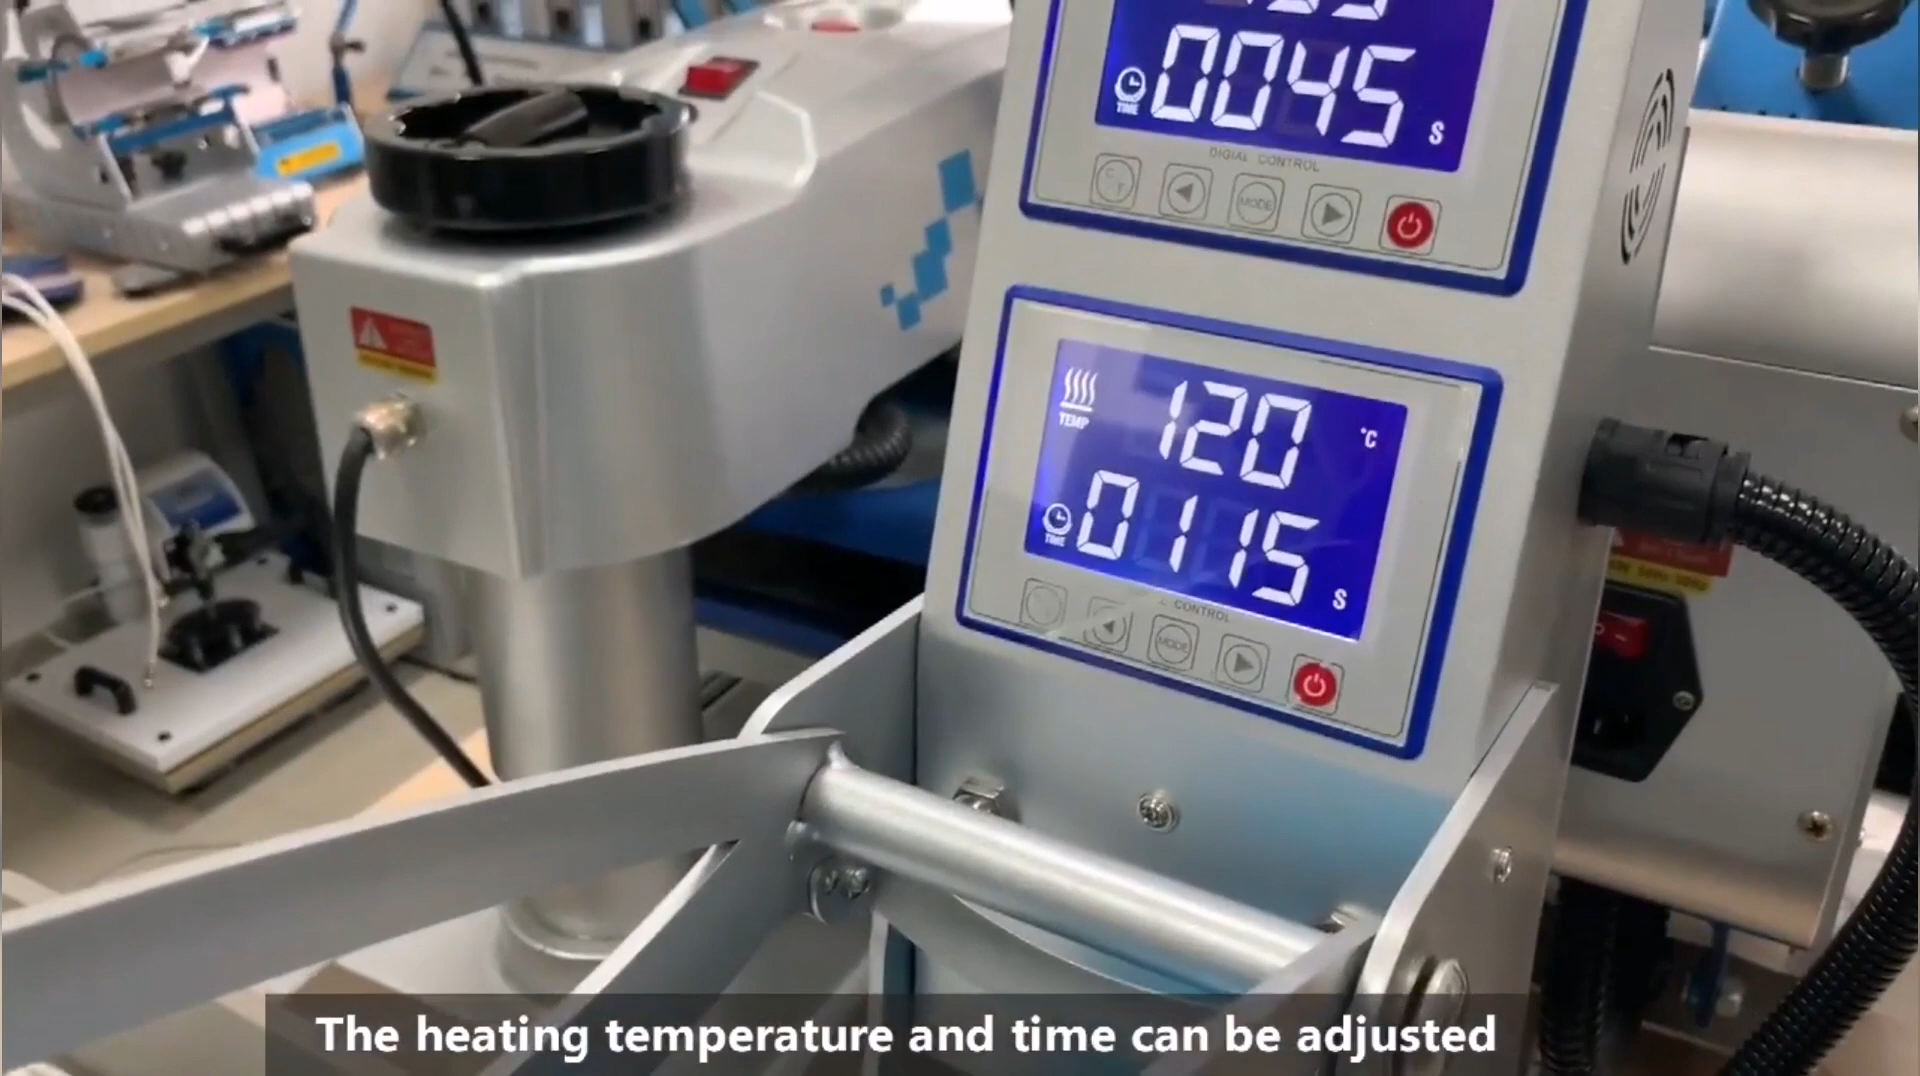 0045
TIME
S
DIGIAL CONTROL
C
F
MODE
TEMP
120
°C
TIME
0115
S
CONTROL
MODE
The heating temperature and time can be adjusted